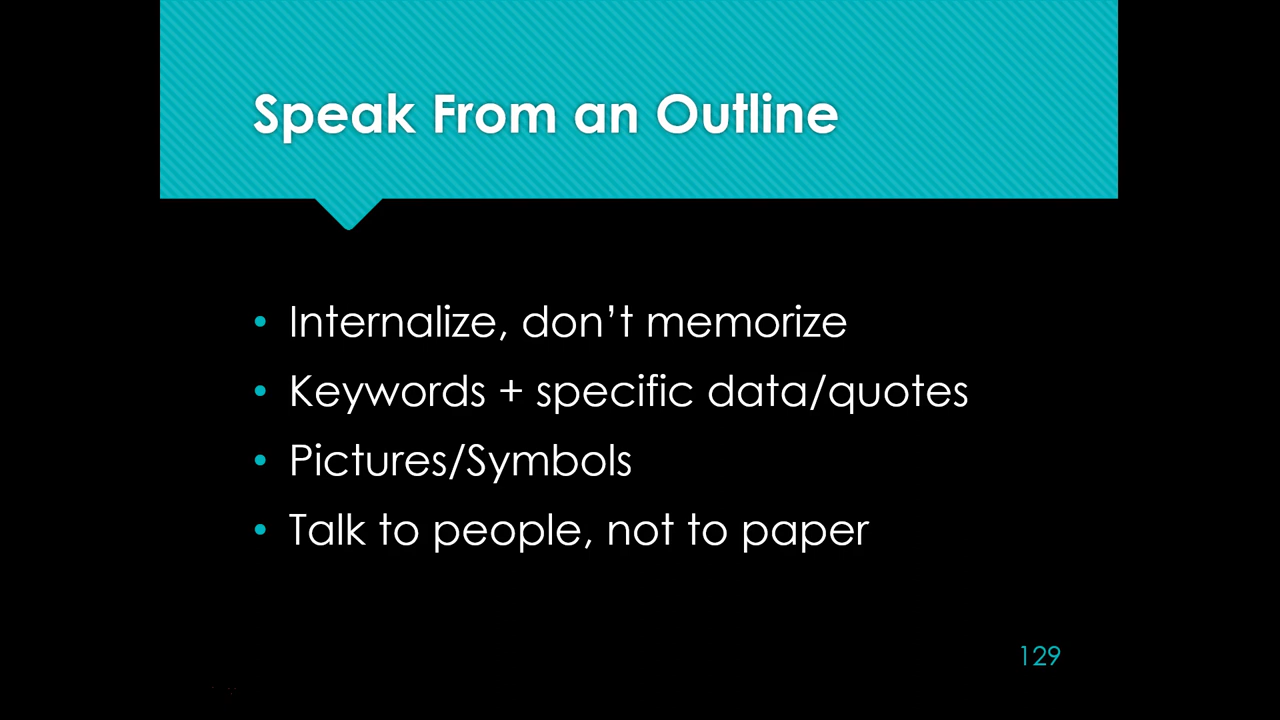 Speak From an Outline
• Internalize, don’t memorize
• Keywords + specific data/quotes
• Pictures/Symbols
• Talk to people, not to paper
129